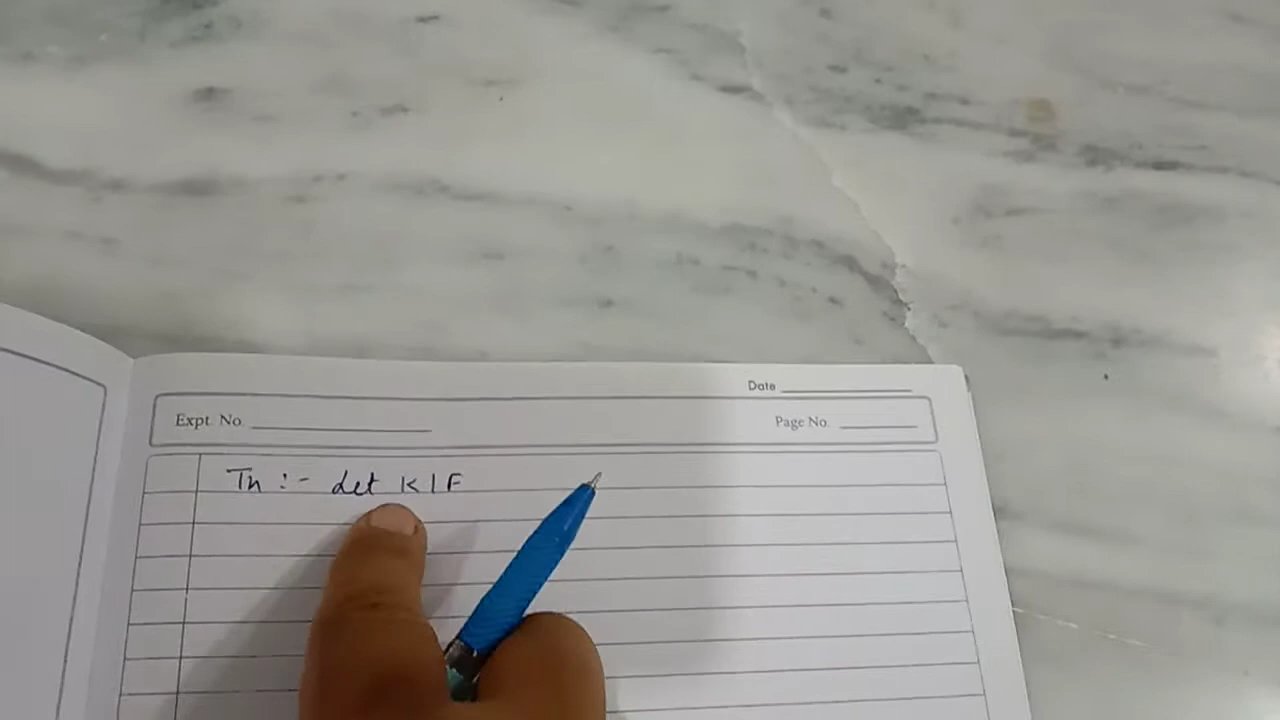 Date
Expt. No.
Page No.
Th :- Let K|F